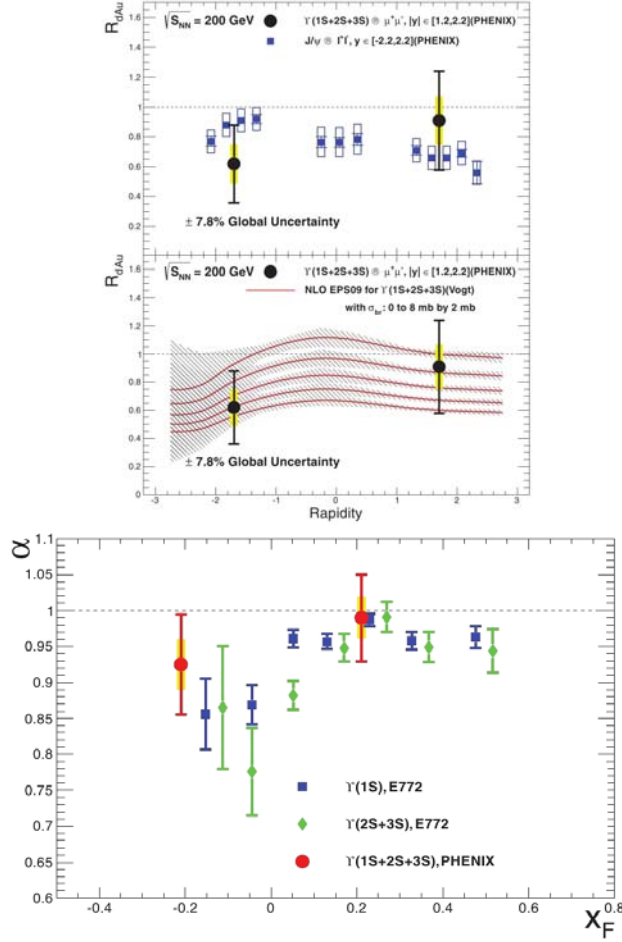 R_dAu
1.6
1.4
1.2
1
0.8
0.6
0.4
0.2
√S_NN = 200 GeV
ϒ(1S+2S+3S) ® μ⁺μ⁻, |y| ∈ [1.2,2.2](PHENIX)
J/ψ ® l⁺l⁻, y ∈ [-2.2,2.2](PHENIX)
± 7.8% Global Uncertainty
R_dAu
1.6
1.4
1.2
1
0.8
0.6
0.4
0.2
0
√S_NN = 200 GeV
ϒ(1S+2S+3S) ® μ⁺μ⁻, |y| ∈ [1.2,2.2](PHENIX)
NLO EPS09 for ϒ(1S+2S+3S)(Vogt)
with σ_br : 0 to 8 mb by 2 mb
± 7.8% Global Uncertainty
-3 -2 -1 0 1 2 3
Rapidity
α
1.1
1.05
1
0.95
0.9
0.85
0.8
0.75
0.7
0.65
0.6
ϒ(1S), E772
ϒ(2S+3S), E772
ϒ(1S+2S+3S), PHENIX
-0.4 -0.2 0 0.2 0.4 0.6 0.8
X_F